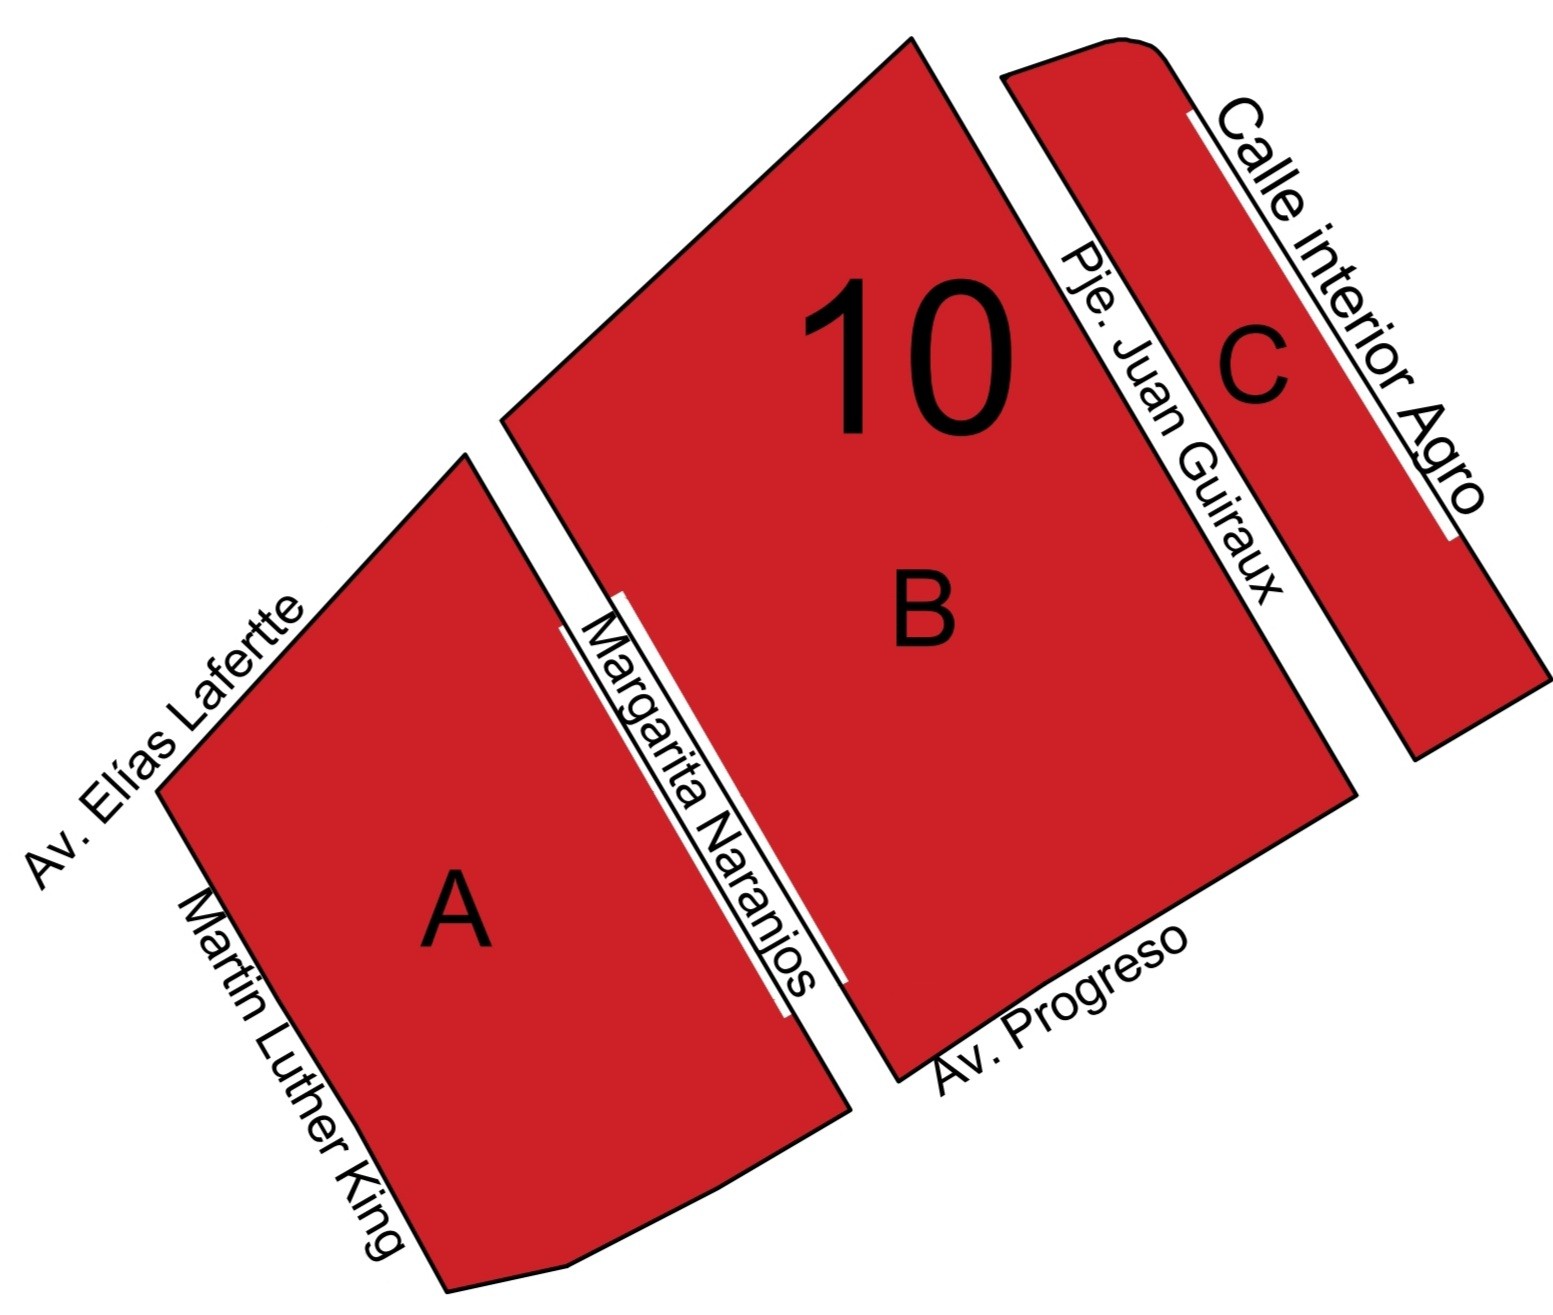 Calle interior Agro
10
Pje. Juan Guiraux
C
B
Av. Elías Lafertte
Margarita Naranjos
A
Martin Luther King
Av. Progreso